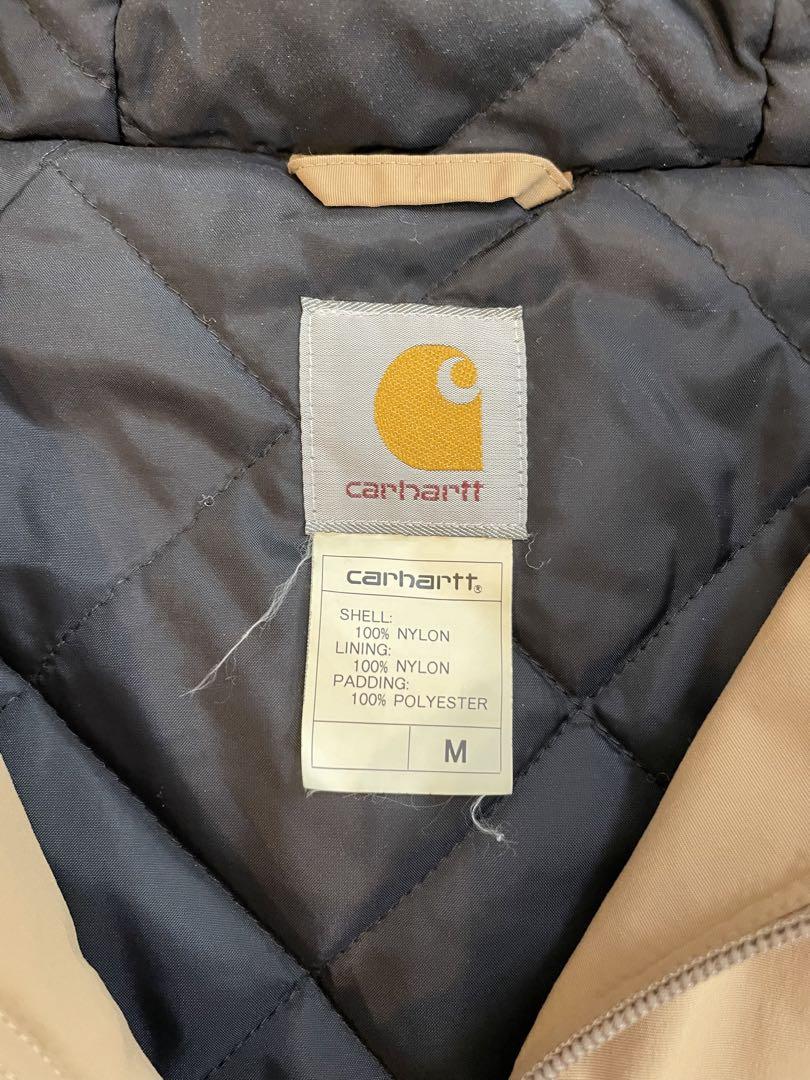 carhartt
carhartt®
SHELL:
100% NYLON
LINING:
100% NYLON
PADDING:
100% POLYESTER
M